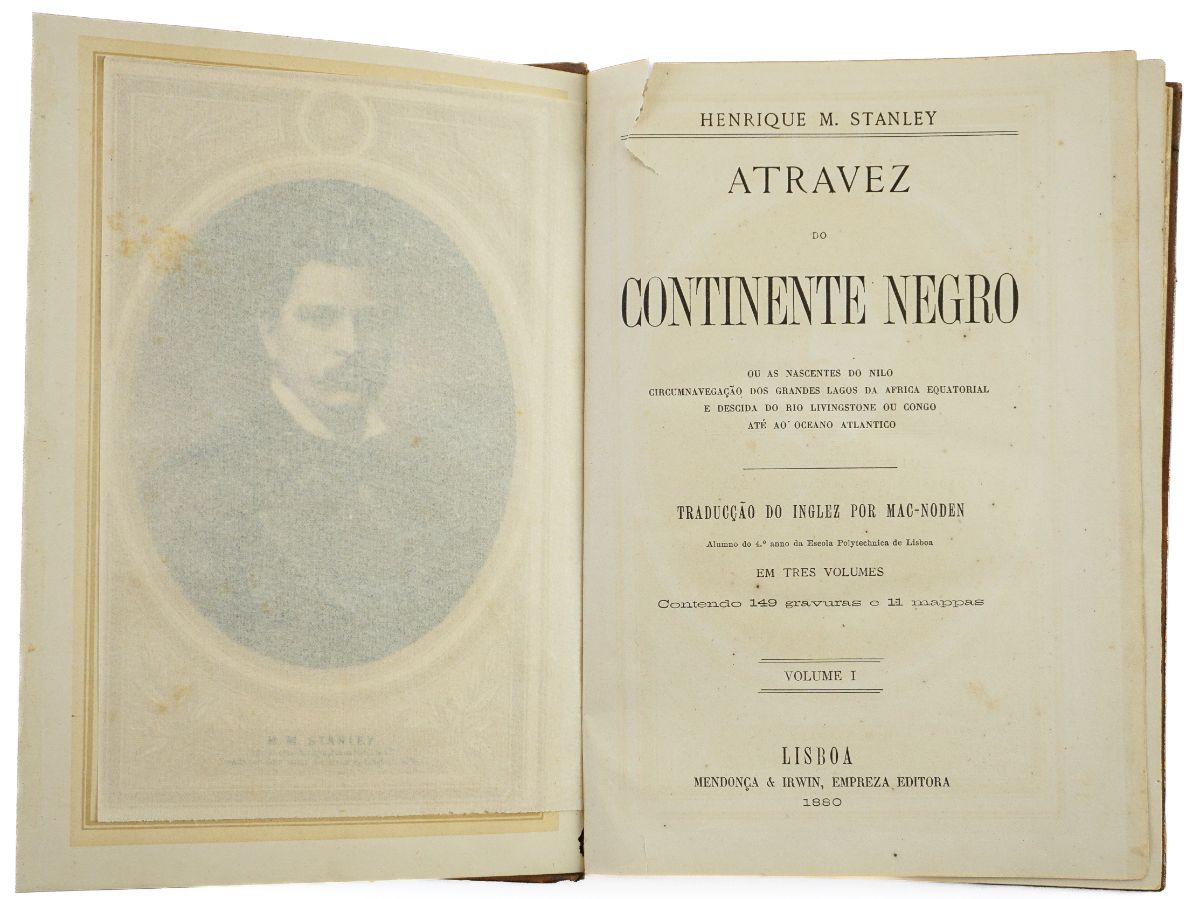 H. M. STANLEY
HENRIQUE M. STANLEY
ATRAVEZ
DO
CONTINENTE NEGRO
OU AS NASCENTES DO NILO
CIRCUMNAVEGAÇÃO DOS GRANDES LAGOS DA AFRICA EQUATORIAL
E DESCIDA DO RIO LIVINGSTONE OU CONGO
ATÉ AO OCEANO ATLANTICO
TRADUCÇÃO DO INGLEZ POR MAC-NODEN
Alumno do 4.º anno da Escola Polytechnica de Lisboa
EM TRES VOLUMES
Contendo 149 gravuras e 11 mappas
VOLUME I
LISBOA
MENDONÇA & IRWIN, EMPREZA EDITORA
1880